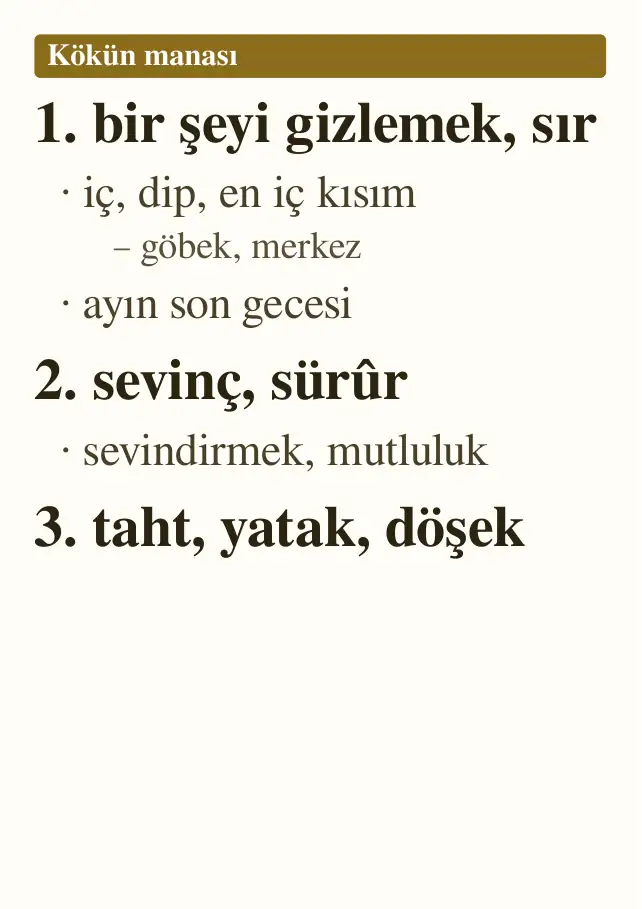 Kökün manası
1. bir şeyi gizlemek, sır
· iç, dip, en iç kısım
– göbek, merkez
· ayın son gecesi
2. sevinç, sürûr
· sevindirmek, mutluluk
3. taht, yatak, döşek